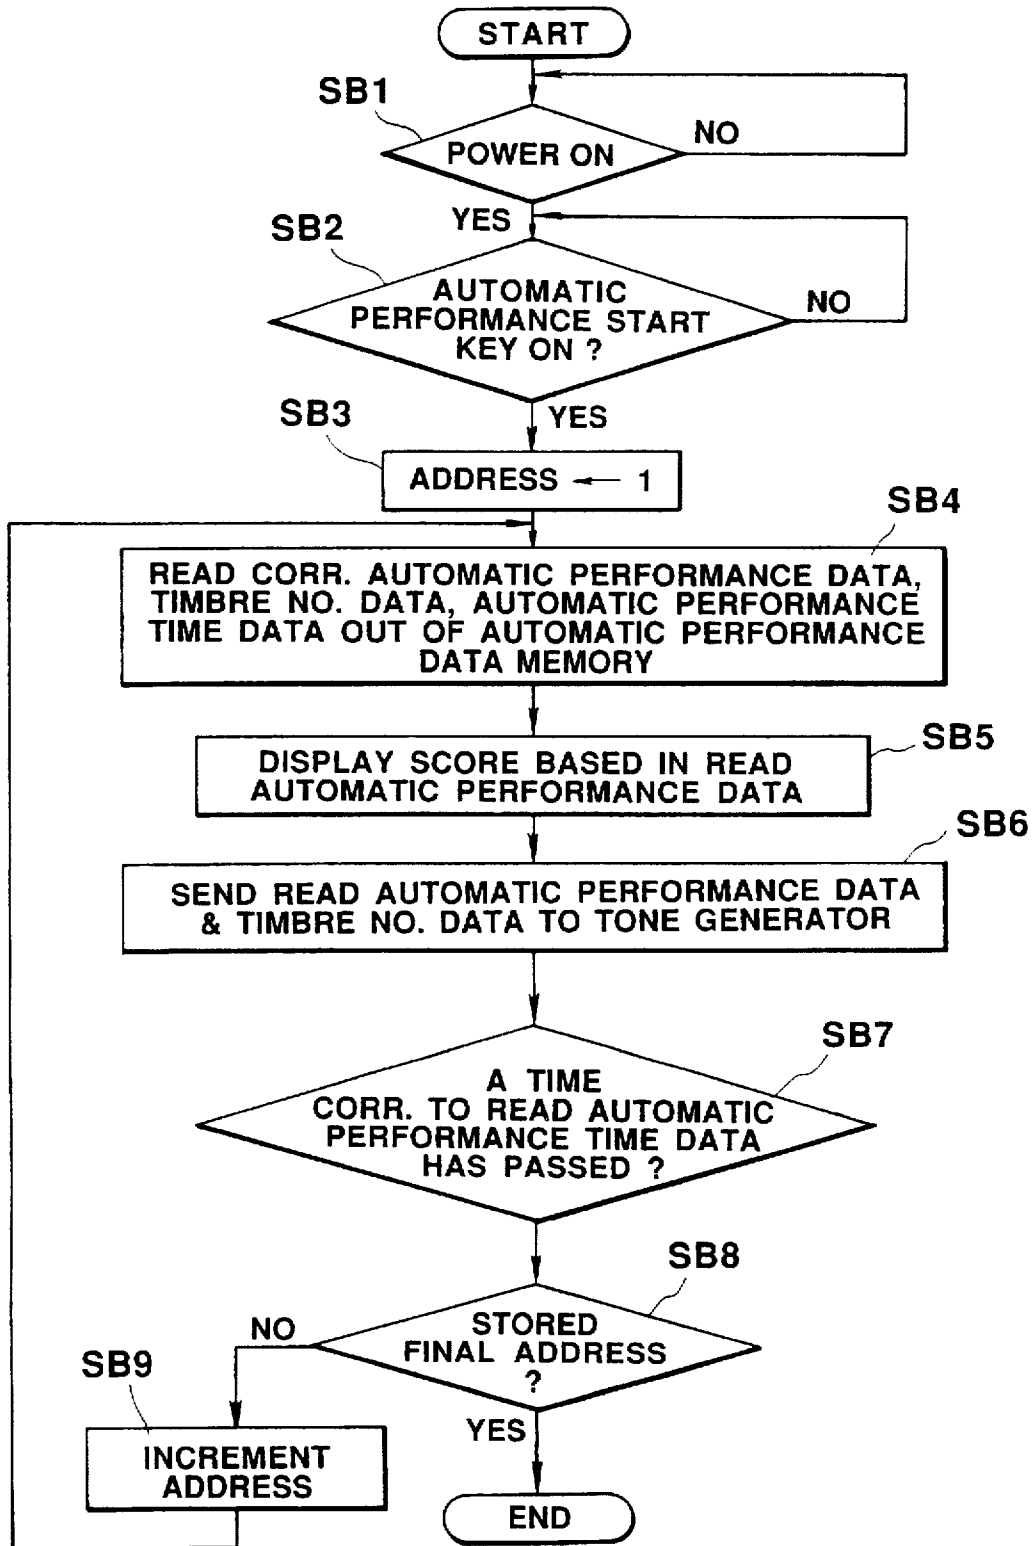 START
SB1
POWER ON
NO
YES
SB2
AUTOMATIC
PERFORMANCE START
KEY ON ?
NO
YES
SB3
ADDRESS ← 1
SB4
READ CORR. AUTOMATIC PERFORMANCE DATA,
TIMBRE NO. DATA, AUTOMATIC PERFORMANCE
TIME DATA OUT OF AUTOMATIC PERFORMANCE
DATA MEMORY
SB5
DISPLAY SCORE BASED IN READ
AUTOMATIC PERFORMANCE DATA
SB6
SEND READ AUTOMATIC PERFORMANCE DATA
& TIMBRE NO. DATA TO TONE GENERATOR
SB7
A TIME
CORR. TO READ AUTOMATIC
PERFORMANCE TIME DATA
HAS PASSED ?
SB8
STORED
FINAL ADDRESS
?
NO
YES
SB9
INCREMENT
ADDRESS
END